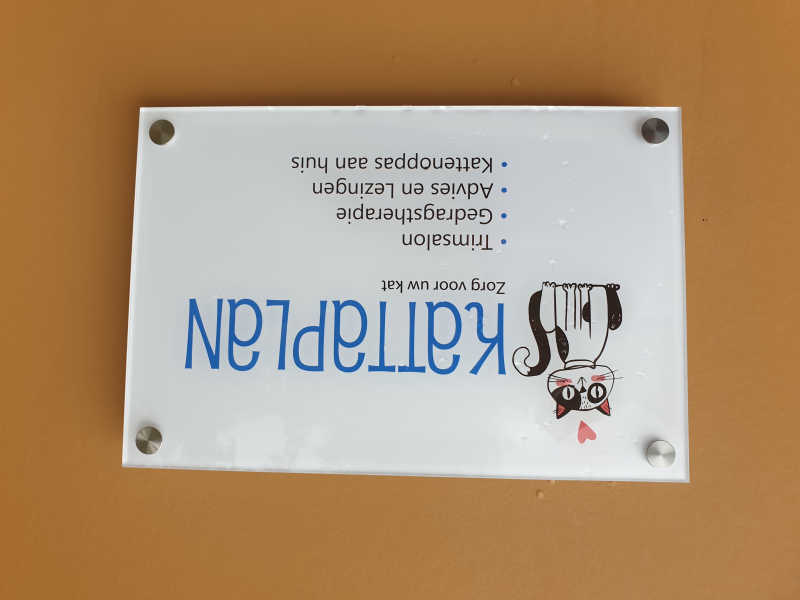 KATTAPLAN
Zorg voor uw kat
• Trimsalon
• Gedragstherapie
• Advies en Lezingen
• Kattenoppas aan huis